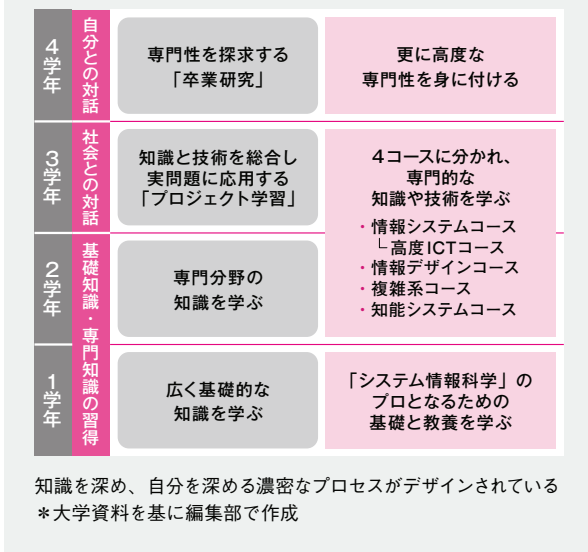 4学年
自分との対話
専門性を探求する
「卒業研究」
更に高度な
専門性を身に付ける
3学年
社会との対話
知識と技術を総合し
実問題に応用する
「プロジェクト学習」
4コースに分かれ、
専門的な
知識や技術を学ぶ
・情報システムコース
└高度ICTコース
・情報デザインコース
・複雑系コース
・知能システムコース
2学年
基礎知識・専門知識の習得
専門分野の
知識を学ぶ
1学年
広く基礎的な
知識を学ぶ
「システム情報科学」の
プロとなるための
基礎と教養を学ぶ
知識を深め、自分を深める濃密なプロセスがデザインされている
＊大学資料を基に編集部で作成